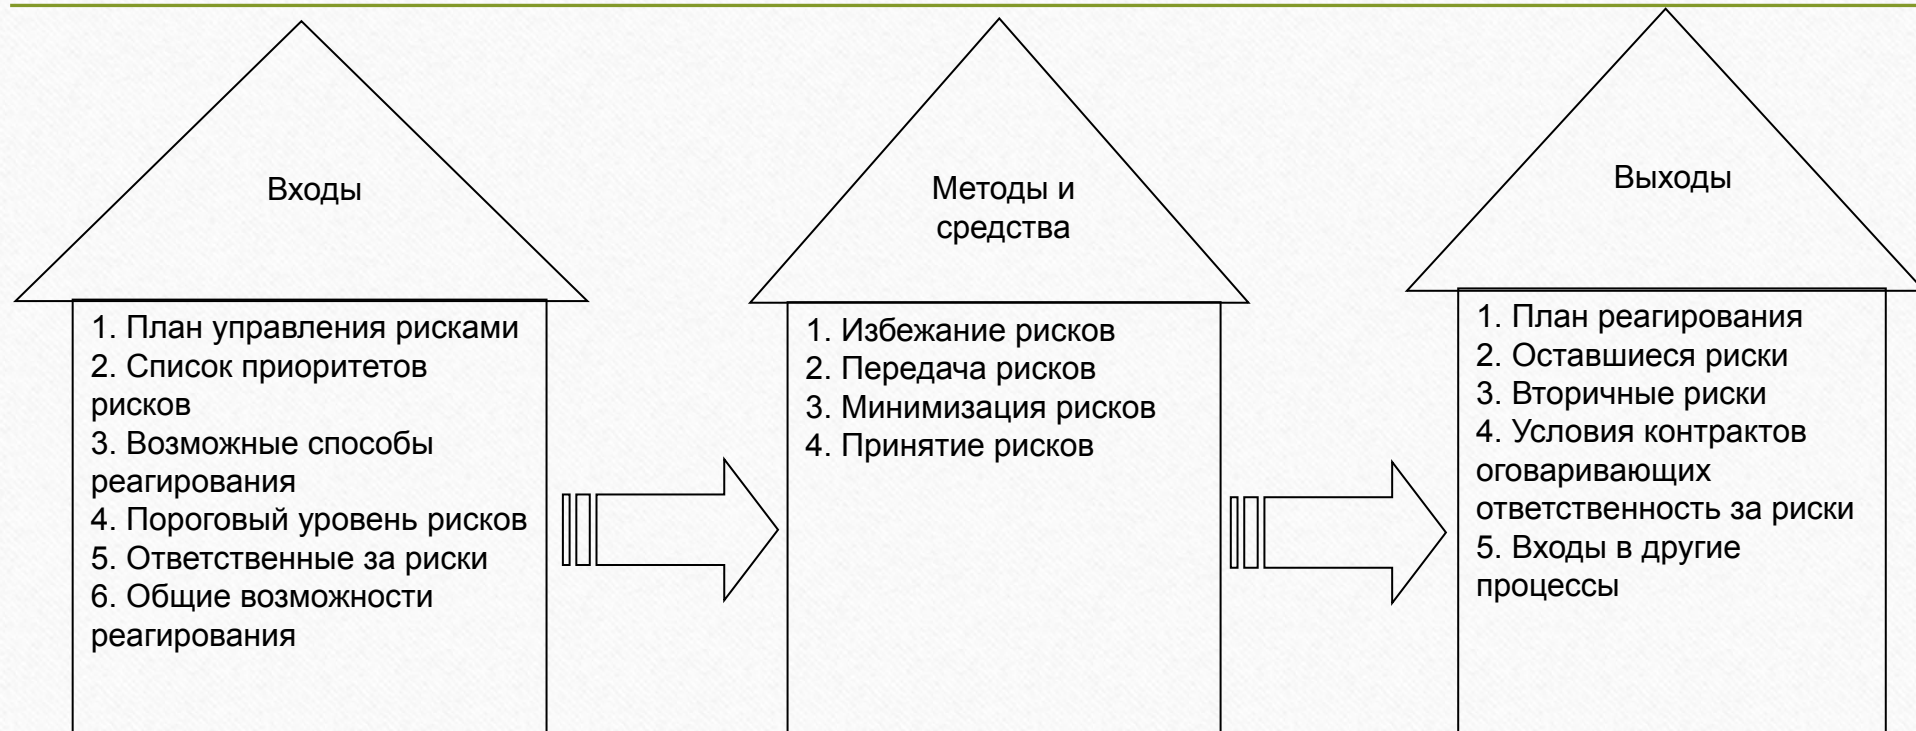 Входы
1. План управления рисками
2. Список приоритетов
рисков
3. Возможные способы
реагирования
4. Пороговый уровень рисков
5. Ответственные за риски
6. Общие возможности
реагирования
Методы и
средства
1. Избежание рисков
2. Передача рисков
3. Минимизация рисков
4. Принятие рисков
Выходы
1. План реагирования
2. Оставшиеся риски
3. Вторичные риски
4. Условия контрактов
оговаривающих
ответственность за риски
5. Входы в другие
процессы